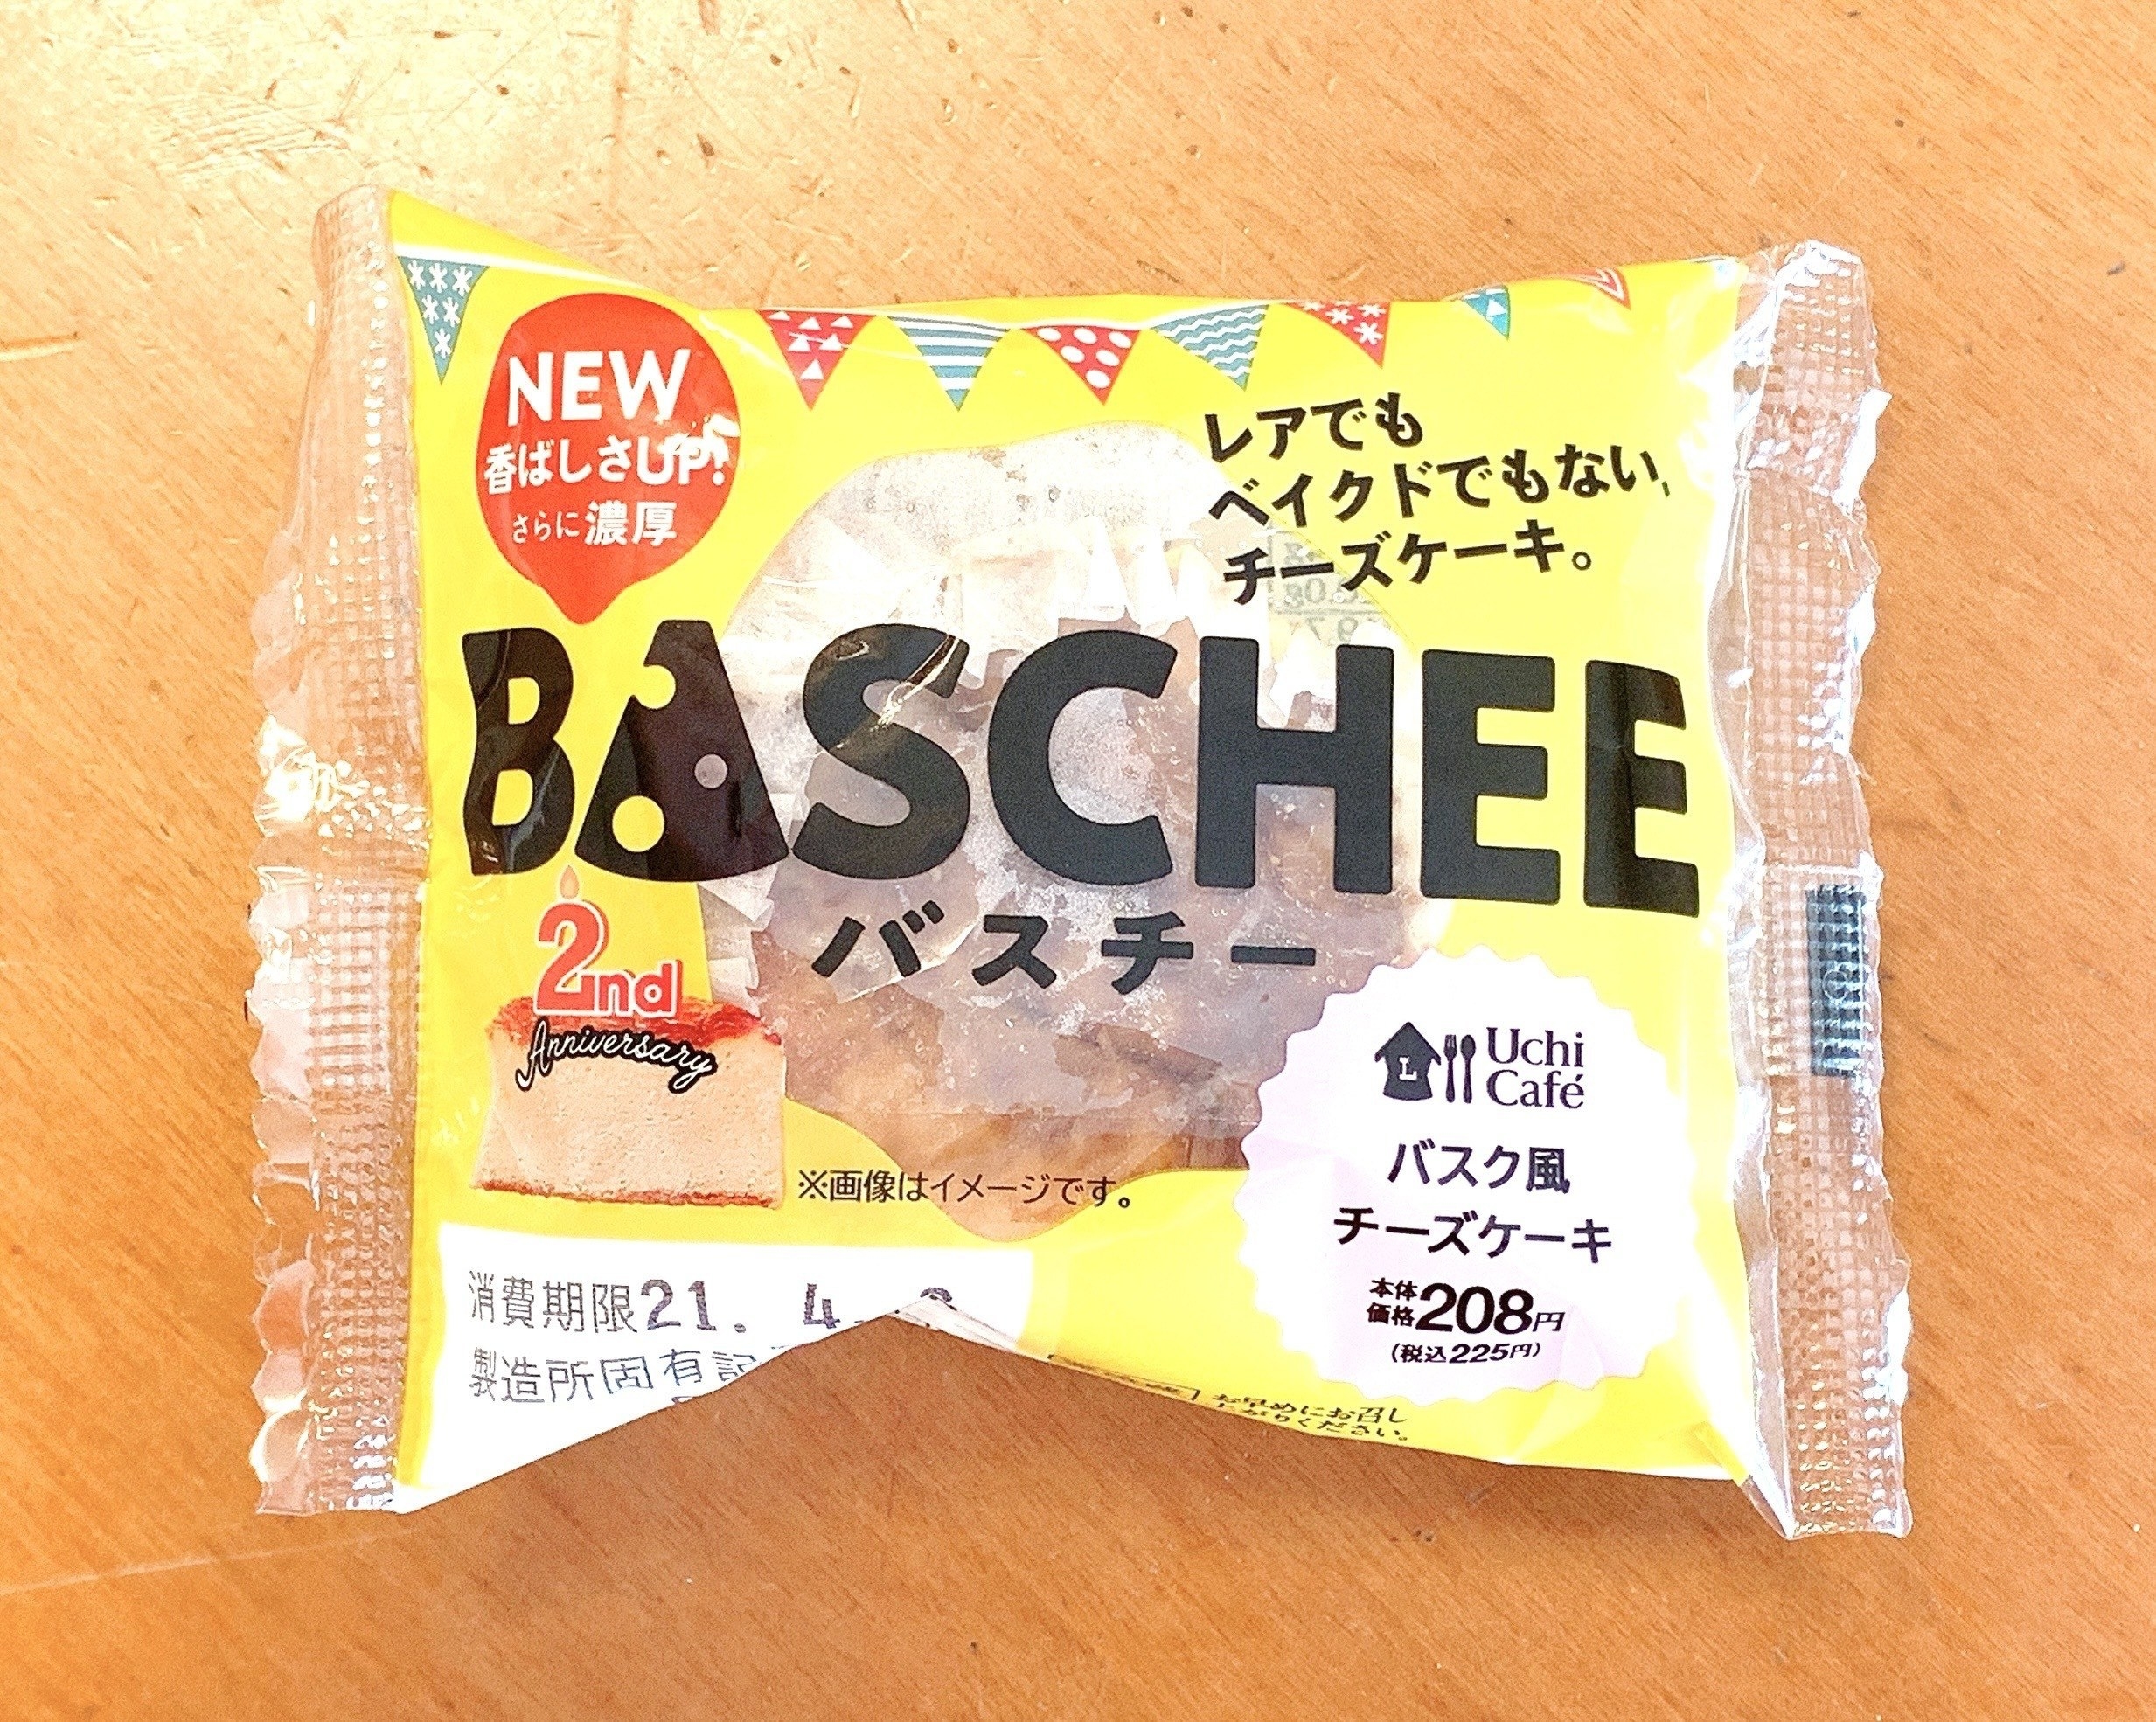 NEW
香ばしさUP!
さらに濃厚
レアでも
ベイクドでもない、
チーズケーキ。
BASCHEE
バスチー
2nd
Anniversary
※画像はイメージです。
Uchi
Café
バスク風
チーズケーキ
本体
価格208円
(税込225円)
消費期限21. 4.
製造所固有記
お早めにお召し
上がりください。